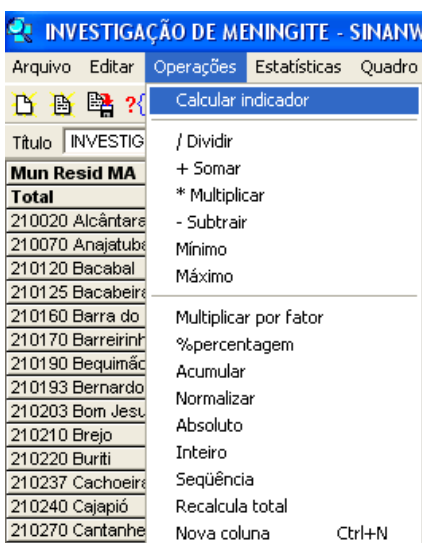 INVESTIGAÇÃO DE MENINGITE - SINANW
Arquivo Editar Operações Estatísticas Quadro
Calcular indicador
Título INVESTIG
/ Dividir
+ Somar
* Multiplicar
- Subtrair
Mínimo
Máximo
Multiplicar por fator
%percentagem
Acumular
Normalizar
Absoluto
Inteiro
Seqüência
Recalcula total
Nova coluna Ctrl+N
Mun Resid MA
Total
210020 Alcântara
210070 Anajatuba
210120 Bacabal
210125 Bacabeira
210160 Barra do
210170 Barreirinh
210190 Bequimão
210193 Bernardo
210203 Bom Jesu
210210 Brejo
210220 Buriti
210237 Cachoeira
210240 Cajapió
210270 Cantanhe